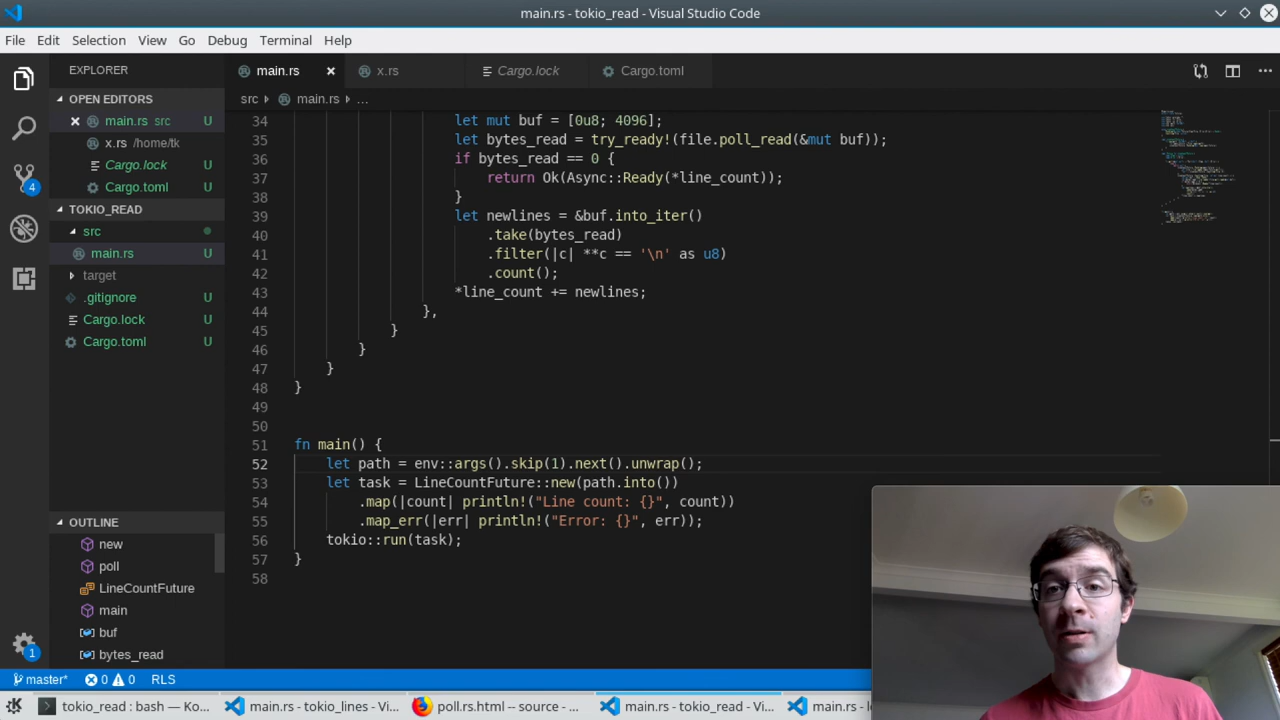 main.rs - tokio_read - Visual Studio Code
File Edit Selection View Go Debug Terminal Help
EXPLORER
OPEN EDITORS
main.rs src U
x.rs /home/tk
Cargo.lock U
Cargo.toml U
TOKIO_READ
src
main.rs U
target
.gitignore U
Cargo.lock U
Cargo.toml U
OUTLINE
new
poll
LineCountFuture
main
buf
bytes_read
4
1
main.rs x.rs Cargo.lock Cargo.toml
src main.rs ...
34 let mut buf = [0u8; 4096];
35 let bytes_read = try_ready!(file.poll_read(&mut buf));
36 if bytes_read == 0 {
37 return Ok(Async::Ready(*line_count));
38 }
39 let newlines = &buf.into_iter()
40 .take(bytes_read)
41 .filter(|c| **c == '\n' as u8)
42 .count();
43 *line_count += newlines;
44 },
45 }
46 }
47 }
48 }
49
50
51 fn main() {
52 let path = env::args().skip(1).next().unwrap();
53 let task = LineCountFuture::new(path.into())
54 .map(|count| println!("Line count: {}", count))
55 .map_err(|err| println!("Error: {}", err));
56 tokio::run(task);
57 }
58
master* 0 0 RLS
tokio_read : bash — Ko... main.rs - tokio_lines - Vi... poll.rs.html -- source - ... main.rs - tokio_read - Vi... main.rs -